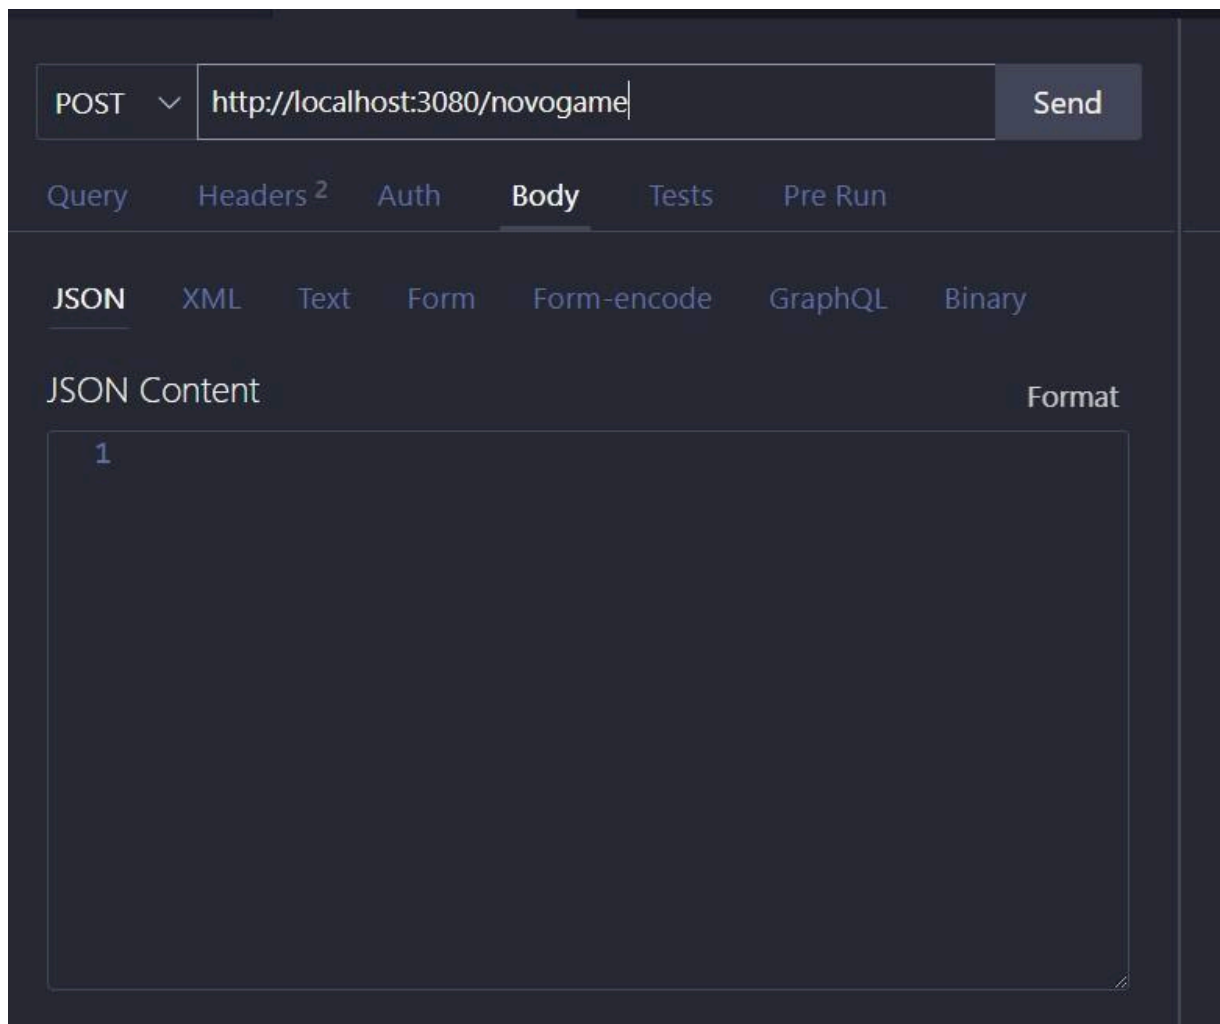 POST http://localhost:3080/novogame Send
Query Headers 2 Auth Body Tests Pre Run
JSON XML Text Form Form-encode GraphQL Binary
JSON Content
Format
1